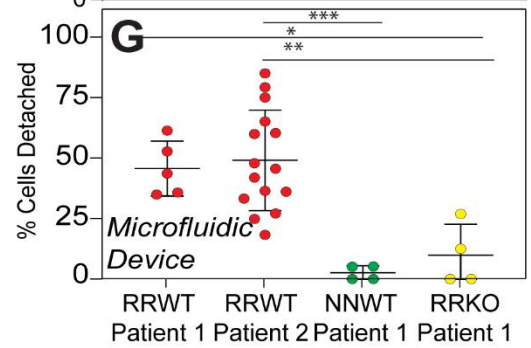 G
***
*
**
100
75
50
25
0
% Cells Detached
Microfluidic
Device
RRWT RRWT NNWT RRKO
Patient 1 Patient 2 Patient 1 Patient 1